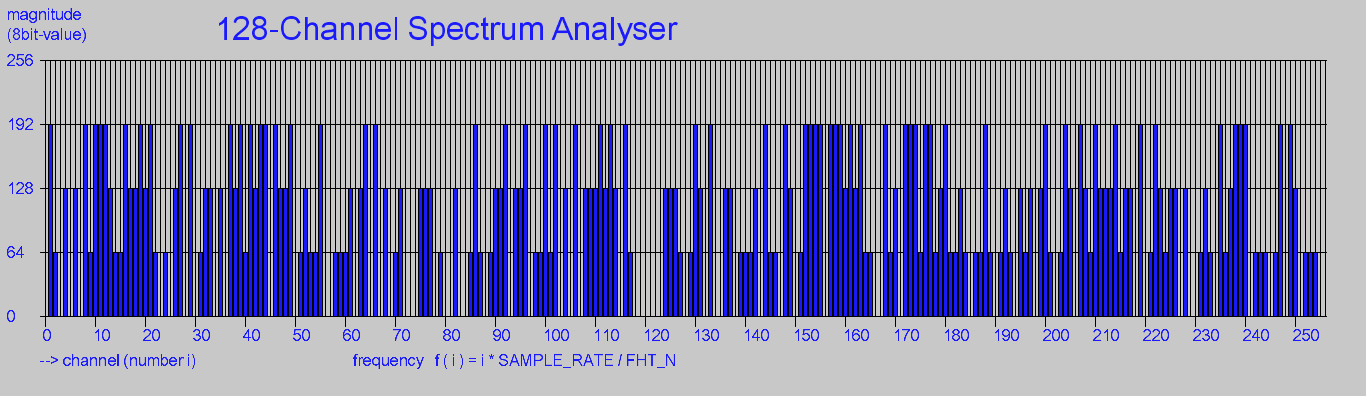 magnitude
(8bit-value)
128-Channel Spectrum Analyser
256
192
128
64
0
0 10 20 30 40 50 60 70 80 90 100 110 120 130 140 150 160 170 180 190 200 210 220 230 240 250
--> channel (number i) frequency f ( i ) = i * SAMPLE_RATE / FHT_N